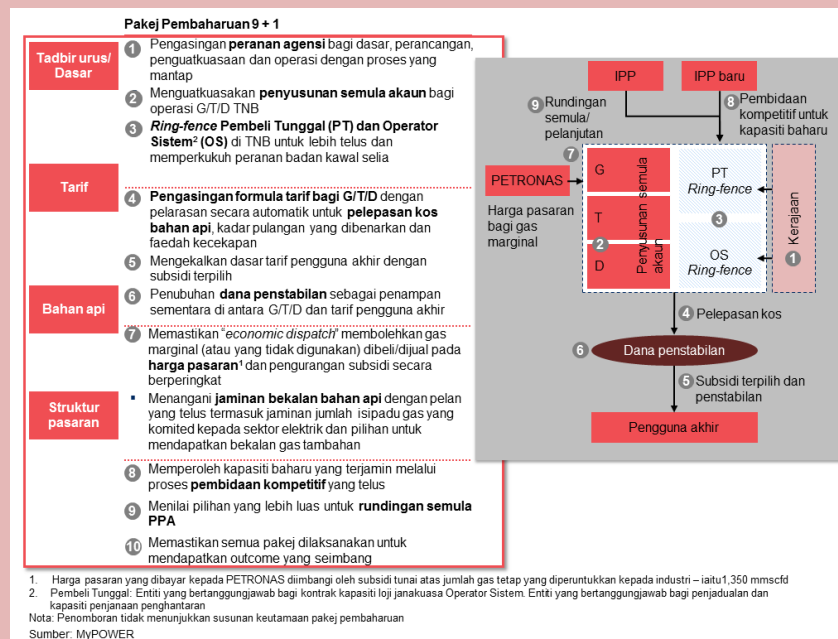 Pakej Pembaharuan 9 + 1
Tadbir urus/
Dasar
1 Pengasingan peranan agensi bagi dasar, perancangan,
penguatkuasaan dan operasi dengan proses yang
mantap
2 Menguatkuasakan penyusunan semula akaun bagi
operasi G/T/D TNB
3 Ring-fence Pembeli Tunggal (PT) dan Operator
Sistem² (OS) di TNB untuk lebih telus dan
memperkukuh peranan badan kawal selia
Tarif
4 Pengasingan formula tarif bagi G/T/D dengan
pelarasan secara automatik untuk pelepasan kos
bahan api, kadar pulangan yang dibenarkan dan
faedah kecekapan
5 Mengekalkan dasar tarif pengguna akhir dengan
subsidi terpilih
6 Penubuhan dana penstabilan sebagai penampan
sementara di antara G/T/D dan tarif pengguna akhir
Bahan api
7 Memastikan "economic dispatch" membolehkan gas
marginal (atau yang tidak digunakan) dibeli/dijual pada
harga pasaran¹ dan pengurangan subsidi secara
berperingkat
▪ Menangani jaminan bekalan bahan api dengan pelan
yang telus termasuk jaminan jumlah isipadu gas yang
komited kepada sektor elektrik dan pilihan untuk
mendapatkan bekalan gas tambahan
Struktur
pasaran
8 Memperoleh kapasiti baharu yang terjamin melalui
proses pembidaan kompetitif yang telus
9 Menilai pilihan yang lebih luas untuk rundingan semula
PPA
10 Memastikan semua pakej dilaksanakan untuk
mendapatkan outcome yang seimbang
IPP
IPP baru
9 Rundingan
semula/
pelanjutan
8 Pembidaan
kompetitif untuk
kapasiti baharu
7
PETRONAS
Harga pasaran
bagi gas
marginal
G
T
2
D
Penyusunan semula
akaun
PT
Ring-fence
3
OS
Ring-fence
Kerajaan
1
4 Pelepasan kos
6 Dana penstabilan
5 Subsidi terpilih dan
penstabilan
Pengguna akhir
1. Harga pasaran yang dibayar kepada PETRONAS diimbangi oleh subsidi tunai atas jumlah gas tetap yang diperuntukkan kepada industri – iaitu1,350 mmscfd
2. Pembeli Tunggal: Entiti yang bertanggungjawab bagi kontrak kapasiti loji janakuasa Operator Sistem. Entiti yang bertanggungjawab bagi penjadualan dan
kapasiti penjanaan penghantaran
Nota: Penomboran tidak menunjukkan susunan keutamaan pakej pembaharuan
Sumber: MyPOWER